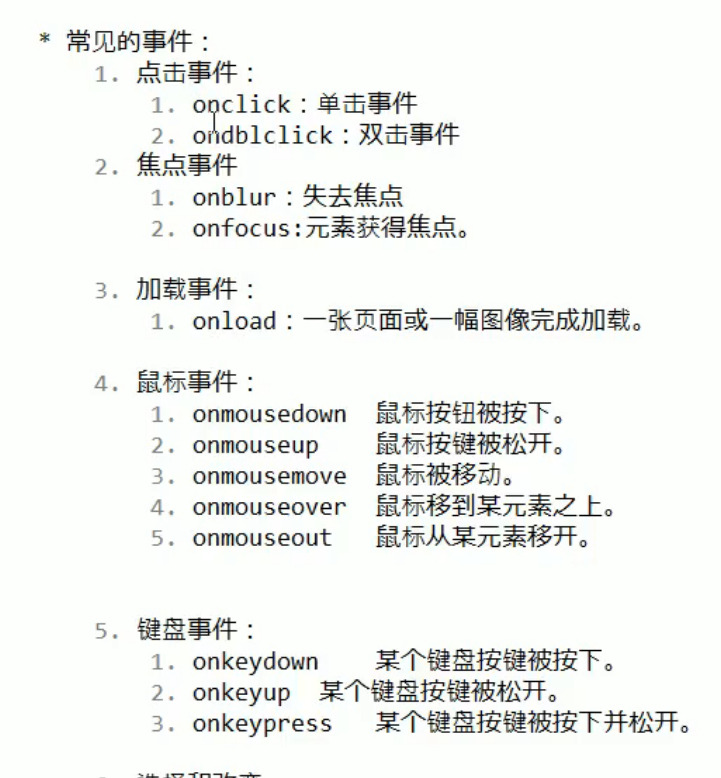 * 常见的事件：
1. 点击事件：
1. onclick：单击事件
2. ondblclick：双击事件
2. 焦点事件
1. onblur：失去焦点
2. onfocus:元素获得焦点。
3. 加载事件：
1. onload：一张页面或一幅图像完成加载。
4. 鼠标事件：
1. onmousedown 鼠标按钮被按下。
2. onmouseup 鼠标按键被松开。
3. onmousemove 鼠标被移动。
4. onmouseover 鼠标移到某元素之上。
5. onmouseout 鼠标从某元素移开。
5. 键盘事件：
1. onkeydown 某个键盘按键被按下。
2. onkeyup 某个键盘按键被松开。
3. onkeypress 某个键盘按键被按下并松开。